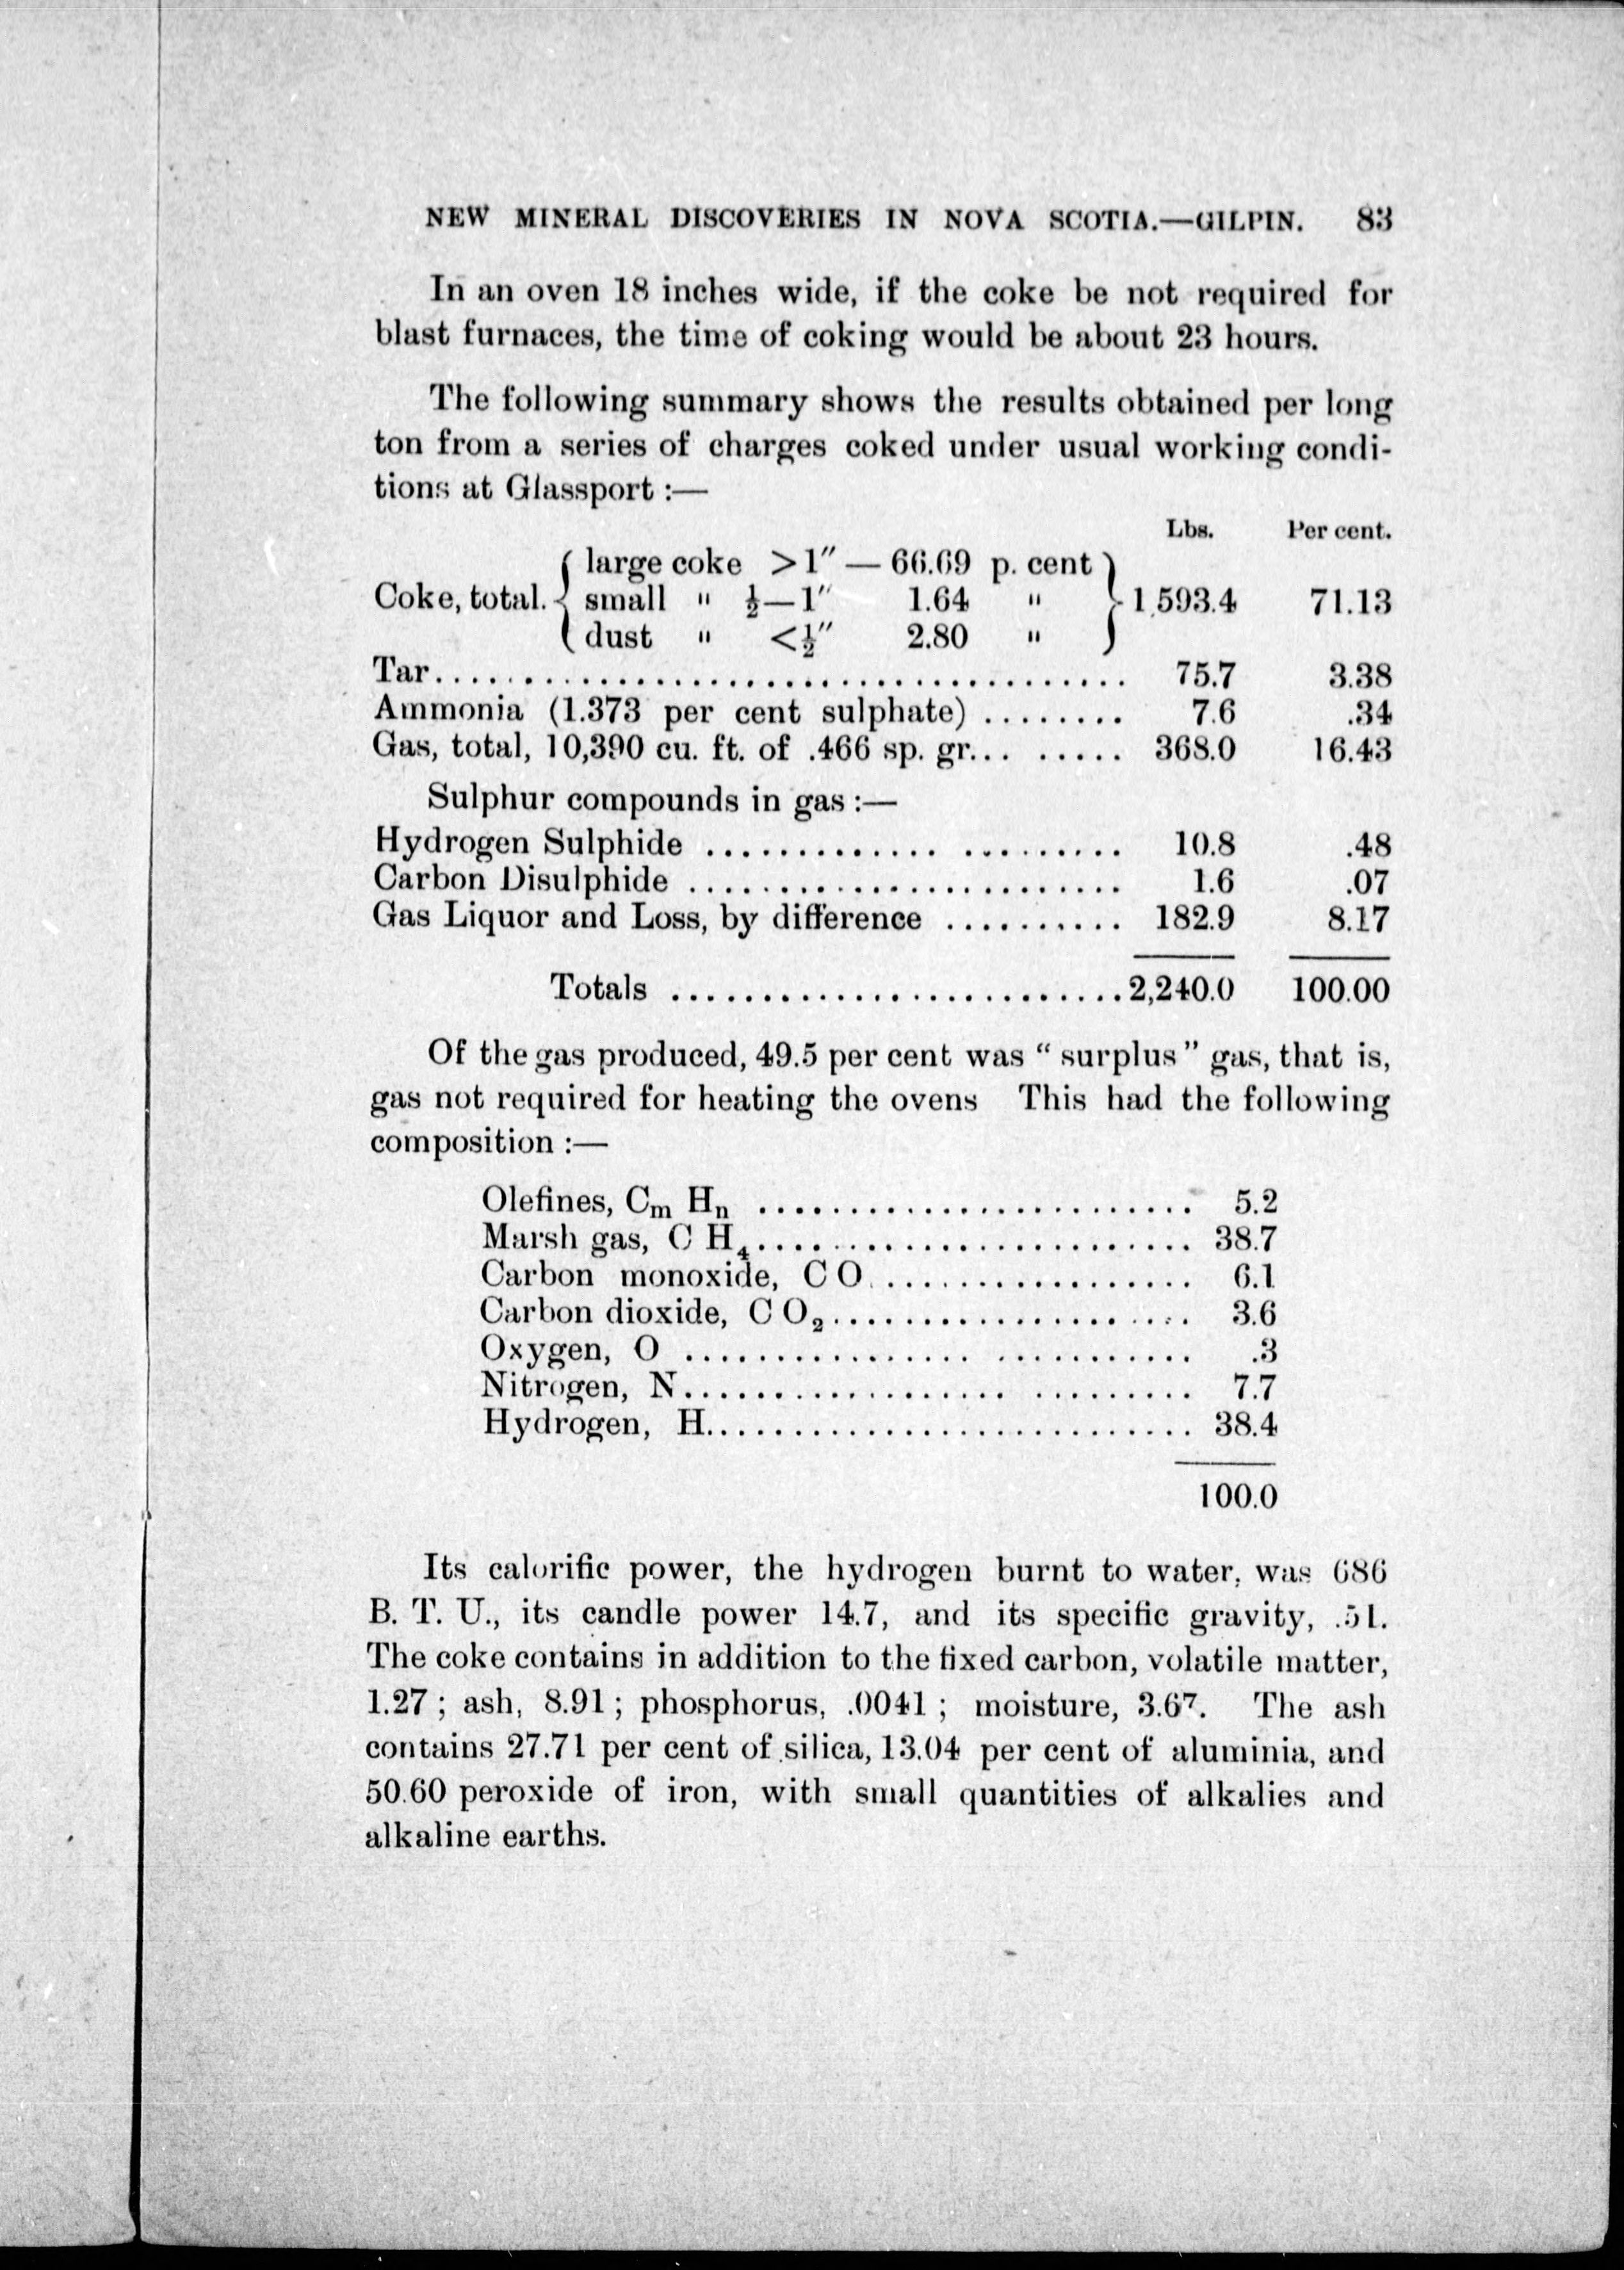 NEW MINERAL DISCOVERIES IN NOVA SCOTIA.—GILPIN. 83
In an oven 18 inches wide, if the coke be not required for
blast furnaces, the time of coking would be about 23 hours.
The following summary shows the results obtained per long
ton from a series of charges coked under usual working condi-
tions at Glassport :—
Lbs. Per cent.
large coke >1″ — 66.69 p. cent
Coke, total. small " ½—1″ 1.64 " 1,593.4 71.13
dust " <½″ 2.80 "
Tar...................................... 75.7 3.38
Ammonia (1.373 per cent sulphate) ........ 7.6 .34
Gas, total, 10,390 cu. ft. of .466 sp. gr... ..... 368.0 16.43
Sulphur compounds in gas :—
Hydrogen Sulphide ............. ......... 10.8 .48
Carbon Disulphide ........................ 1.6 .07
Gas Liquor and Loss, by difference .......... 182.9 8.17
Totals .........................2,240.0 100.00
Of the gas produced, 49.5 per cent was “ surplus ” gas, that is,
gas not required for heating the ovens This had the following
composition :—
Olefines, Cₘ Hₙ ........................ 5.2
Marsh gas, C H₄........................ 38.7
Carbon monoxide, C O.................. 6.1
Carbon dioxide, C O₂.................... 3.6
Oxygen, O ................ ........... .3
Nitrogen, N.................. ......... 7.7
Hydrogen, H........................... 38.4
100.0
Its calorific power, the hydrogen burnt to water, was 686
B. T. U., its candle power 14.7, and its specific gravity, .51.
The coke contains in addition to the fixed carbon, volatile matter,
1.27 ; ash, 8.91 ; phosphorus, .0041 ; moisture, 3.67. The ash
contains 27.71 per cent of silica, 13.04 per cent of aluminia, and
50.60 peroxide of iron, with small quantities of alkalies and
alkaline earths.